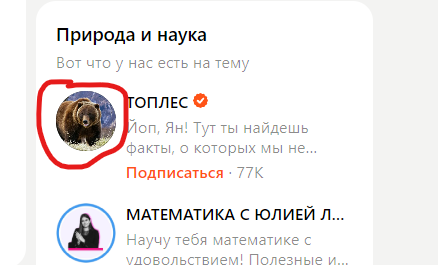 Природа и наука
Вот что у нас есть на тему
ТОПЛЕС
Йоп, Ян! Тут ты найдешь
факты, о которых мы не...
Подписаться · 77K
МАТЕМАТИКА С ЮЛИЕЙ Л...
Научу тебя математике с
удовольствием! Полезные и...